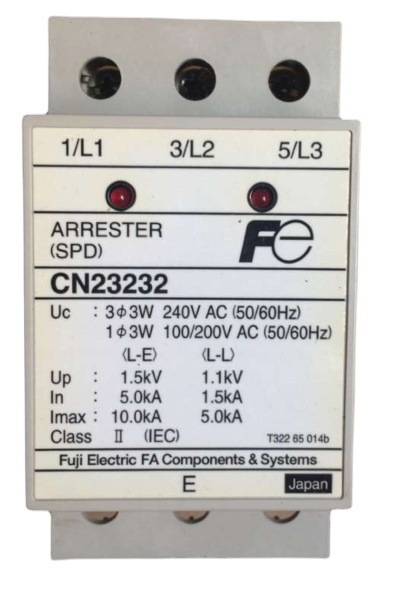 1/L1 3/L2 5/L3
ARRESTER
(SPD)
Fe
CN23232
Uc : 3φ3W 240V AC (50/60Hz)
1φ3W 100/200V AC (50/60Hz)
〈L-E〉 〈L-L〉
Up : 1.5kV 1.1kV
In : 5.0kA 1.5kA
Imax : 10.0kA 5.0kA
Class Ⅱ (IEC) T322 65 014b
Fuji Electric FA Components & Systems
E Japan